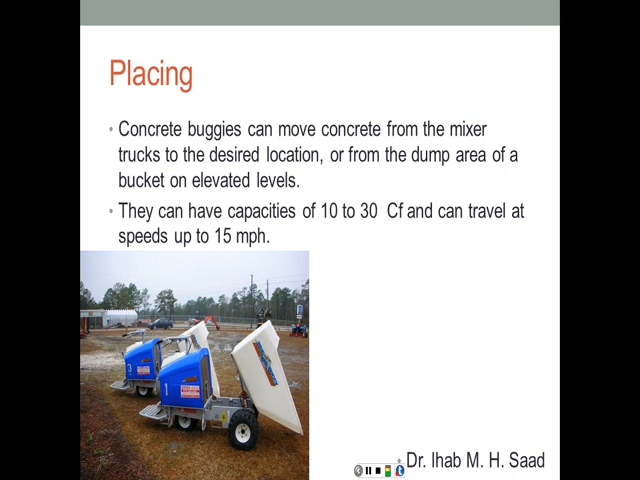 Placing
• Concrete buggies can move concrete from the mixer
trucks to the desired location, or from the dump area of a
bucket on elevated levels.
• They can have capacities of 10 to 30 Cf and can travel at
speeds up to 15 mph.
3
1
• Dr. Ihab M. H. Saad